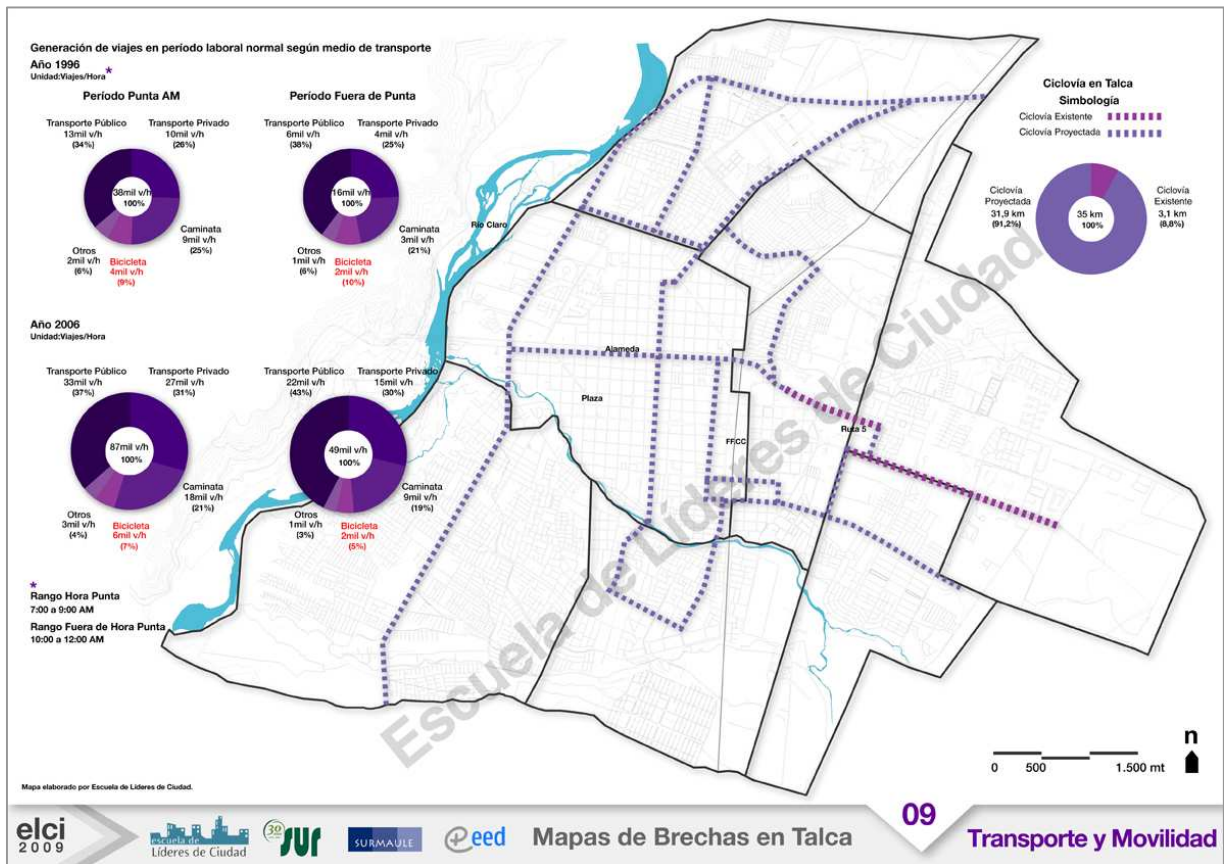 Generación de viajes en período laboral normal según medio de transporte
Año 1996
Unidad:Viajes/Hora*
Período Punta AM
Transporte Público
13mil v/h
(34%)
Transporte Privado
10mil v/h
(26%)
38mil v/h
100%
Caminata
9mil v/h
(25%)
Otros
2mil v/h
(6%)
Bicicleta
4mil v/h
(9%)
Período Fuera de Punta
Transporte Público
6mil v/h
(38%)
Transporte Privado
4mil v/h
(25%)
16mil v/h
100%
Caminata
3mil v/h
(21%)
Otros
1mil v/h
(6%)
Bicicleta
2mil v/h
(10%)
Año 2006
Unidad:Viajes/Hora
Transporte Público
33mil v/h
(37%)
Transporte Privado
27mil v/h
(31%)
87mil v/h
100%
Caminata
18mil v/h
(21%)
Otros
3mil v/h
(4%)
Bicicleta
6mil v/h
(7%)
Transporte Público
22mil v/h
(43%)
Transporte Privado
15mil v/h
(30%)
49mil v/h
100%
Caminata
9mil v/h
(19%)
Otros
1mil v/h
(3%)
Bicicleta
2mil v/h
(5%)
*
Rango Hora Punta
7:00 a 9:00 AM
Rango Fuera de Hora Punta
10:00 a 12:00 AM
Río Claro
Alameda
Plaza
FF.CC
Ruta 5
Ciclovía en Talca
Simbología
Ciclovía Existente
Ciclovía Proyectada
Ciclovía
Proyectada
31,9 km
(91,2%)
35 km
100%
Ciclovía
Existente
3,1 km
(8,8%)
Escuela de Líderes de Ciudad
n
0 500 1.500 mt
Mapa elaborado por Escuela de Lideres de Ciudad.
elci
2009
escuela de
Líderes de Ciudad
30
sur
SURMAULE
eed
Mapas de Brechas en Talca
09
Transporte y Movilidad